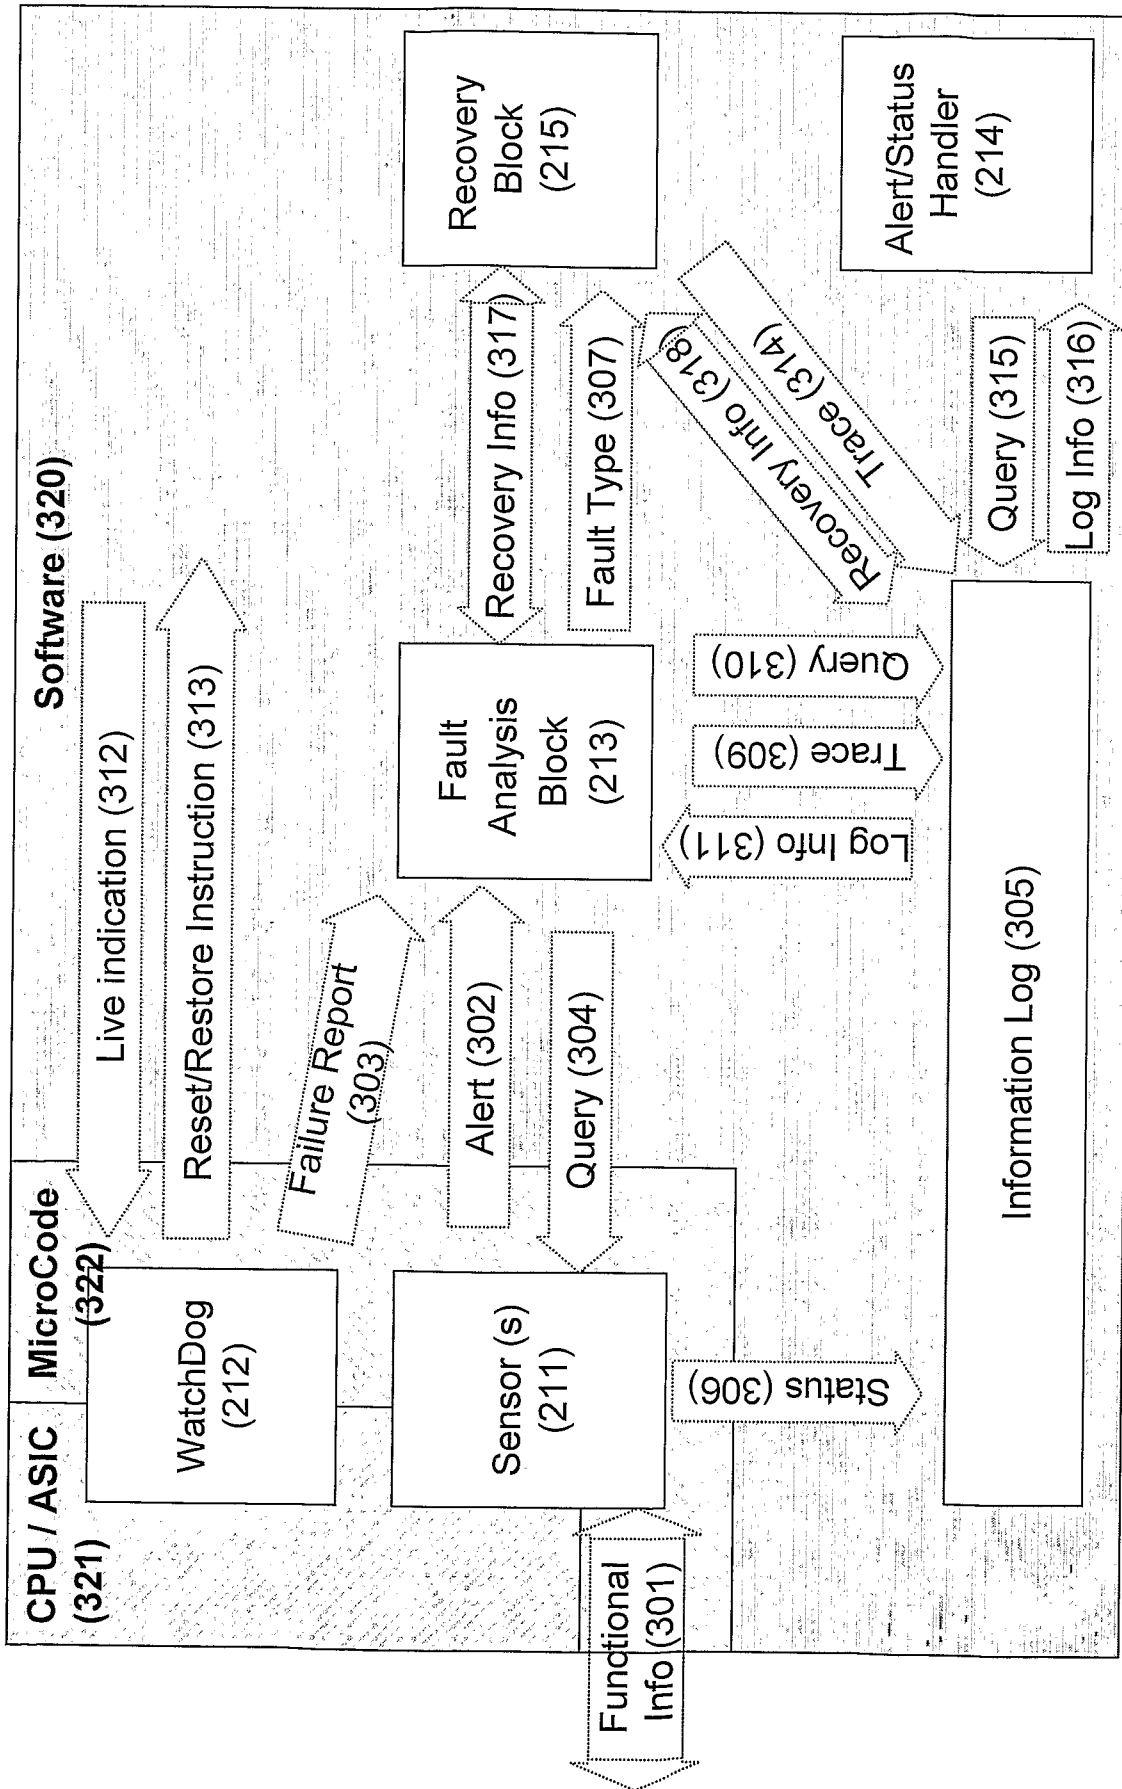 CPU / ASIC
(321)
MicroCode
(322)
Software (320)
Live indication (312)
Reset/Restore Instruction (313)
WatchDog
(212)
Failure Report
(303)
Sensor (s)
(211)
Alert (302)
Query (304)
Fault
Analysis
Block
(213)
Recovery Info (317)
Fault Type (307)
Recovery
Block
(215)
Functional
Info (301)
Status (306)
Log Info (311)
Trace (309)
Query (310)
Recovery Info (318)
Trace (314)
Information Log (305)
Query (315)
Log Info (316)
Alert/Status
Handler
(214)